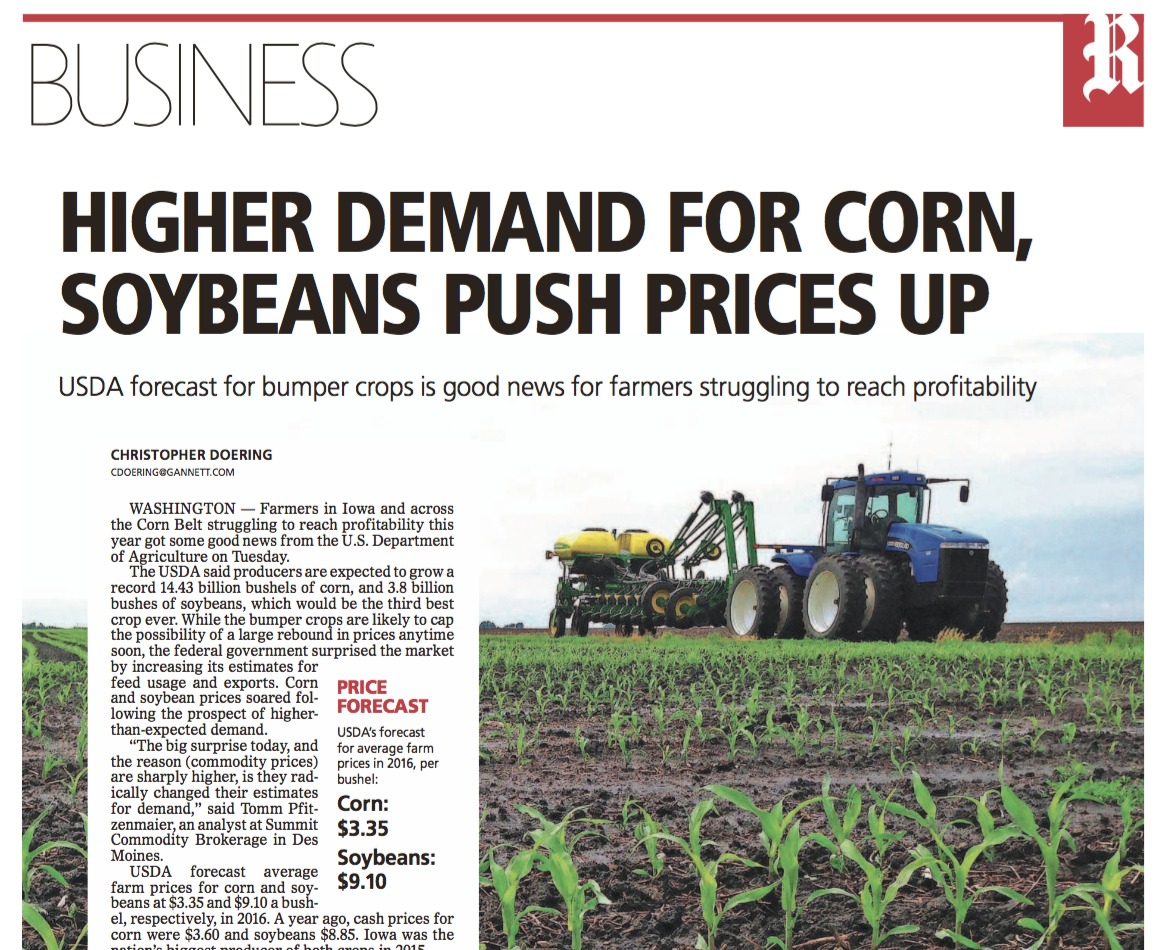 BUSINESS
R
HIGHER DEMAND FOR CORN,
SOYBEANS PUSH PRICES UP
USDA forecast for bumper crops is good news for farmers struggling to reach profitability
CHRISTOPHER DOERING
CDOERING@GANNETT.COM
WASHINGTON — Farmers in Iowa and across
the Corn Belt struggling to reach profitability this
year got some good news from the U.S. Department
of Agriculture on Tuesday.
The USDA said producers are expected to grow a
record 14.43 billion bushels of corn, and 3.8 billion
bushes of soybeans, which would be the third best
crop ever. While the bumper crops are likely to cap
the possibility of a large rebound in prices anytime
soon, the federal government surprised the market
by increasing its estimates for
feed usage and exports. Corn
and soybean prices soared fol-
lowing the prospect of higher-
than-expected demand.
“The big surprise today, and
the reason (commodity prices)
are sharply higher, is they rad-
ically changed their estimates
for demand,” said Tomm Pfit-
zenmaier, an analyst at Summit
Commodity Brokerage in Des
Moines.
USDA forecast average
farm prices for corn and soy-
beans at $3.35 and $9.10 a bush-
el, respectively, in 2016. A year ago, cash prices for
corn were $3.60 and soybeans $8.85. Iowa was the
nation’s biggest producer of both crops in 2015.
PRICE
FORECAST
USDA’s forecast
for average farm
prices in 2016, per
bushel:
Corn:
$3.35
Soybeans:
$9.10